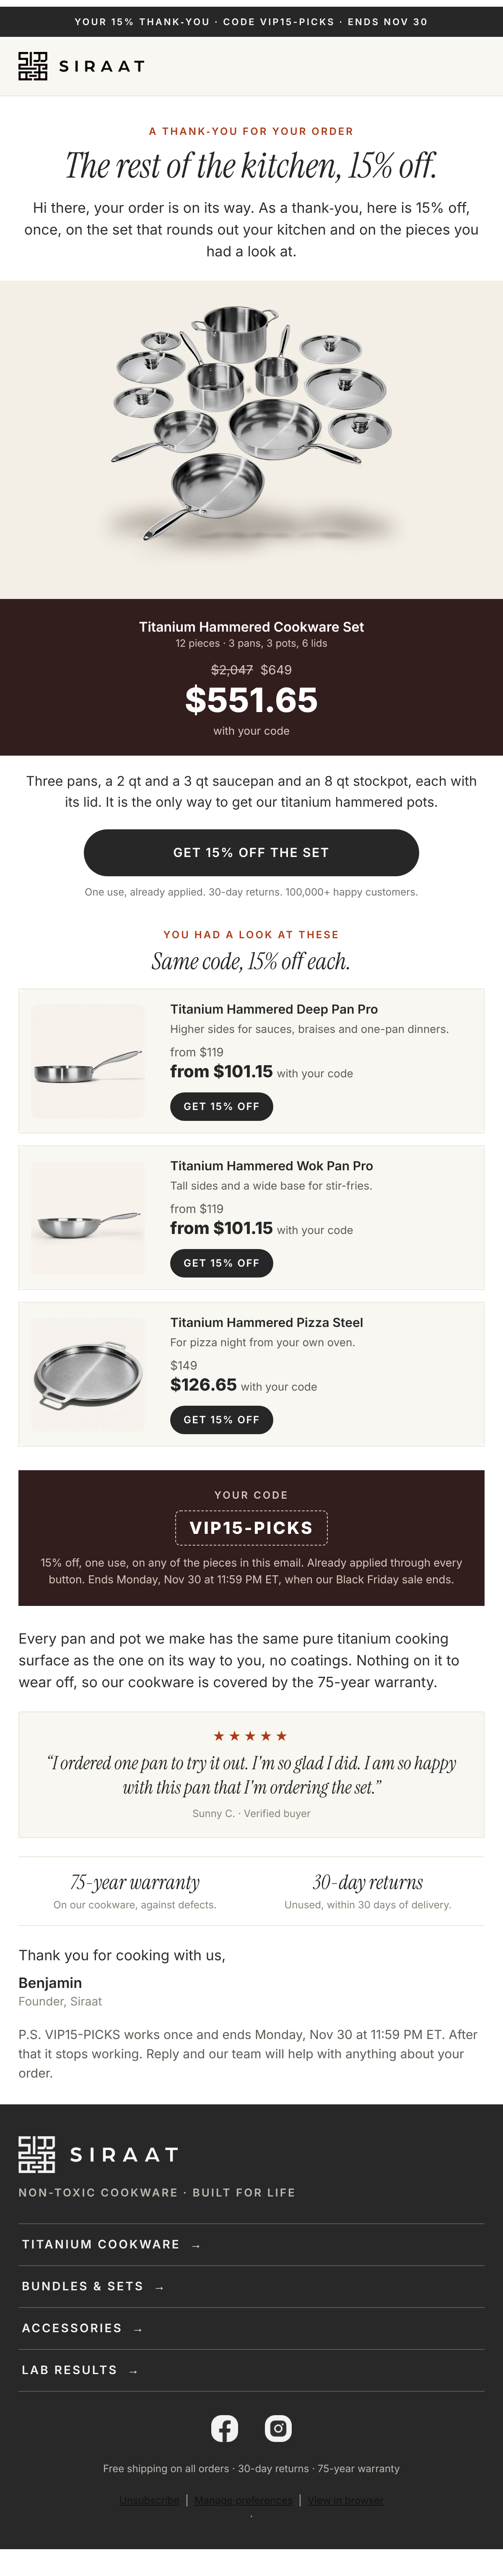 YOUR 15% THANK-YOU · CODE VIP15-PICKS · ENDS NOV 30
SIRAAT
A THANK-YOU FOR YOUR ORDER
The rest of the kitchen, 15% off.
Hi there, your order is on its way. As a thank-you, here is 15% off,
once, on the set that rounds out your kitchen and on the pieces you
had a look at.
Titanium Hammered Cookware Set
12 pieces · 3 pans, 3 pots, 6 lids
$2,047 $649
$551.65
with your code
Three pans, a 2 qt and a 3 qt saucepan and an 8 qt stockpot, each with
its lid. It is the only way to get our titanium hammered pots.
GET 15% OFF THE SET
One use, already applied. 30-day returns. 100,000+ happy customers.
YOU HAD A LOOK AT THESE
Same code, 15% off each.
Titanium Hammered Deep Pan Pro
Higher sides for sauces, braises and one-pan dinners.
from $119
from $101.15 with your code
GET 15% OFF
Titanium Hammered Wok Pan Pro
Tall sides and a wide base for stir-fries.
from $119
from $101.15 with your code
GET 15% OFF
Titanium Hammered Pizza Steel
For pizza night from your own oven.
$149
$126.65 with your code
GET 15% OFF
YOUR CODE
VIP15-PICKS
15% off, one use, on any of the pieces in this email. Already applied through every
button. Ends Monday, Nov 30 at 11:59 PM ET, when our Black Friday sale ends.
Every pan and pot we make has the same pure titanium cooking
surface as the one on its way to you, no coatings. Nothing on it to
wear off, so our cookware is covered by the 75-year warranty.
★★★★★
“I ordered one pan to try it out. I'm so glad I did. I am so happy
with this pan that I'm ordering the set.”
Sunny C. · Verified buyer
75-year warranty
On our cookware, against defects.
30-day returns
Unused, within 30 days of delivery.
Thank you for cooking with us,
Benjamin
Founder, Siraat
P.S. VIP15-PICKS works once and ends Monday, Nov 30 at 11:59 PM ET. After
that it stops working. Reply and our team will help with anything about your
order.
SIRAAT
NON-TOXIC COOKWARE · BUILT FOR LIFE
TITANIUM COOKWARE →
BUNDLES & SETS →
ACCESSORIES →
LAB RESULTS →
Free shipping on all orders · 30-day returns · 75-year warranty
Unsubscribe | Manage preferences | View in browser
.